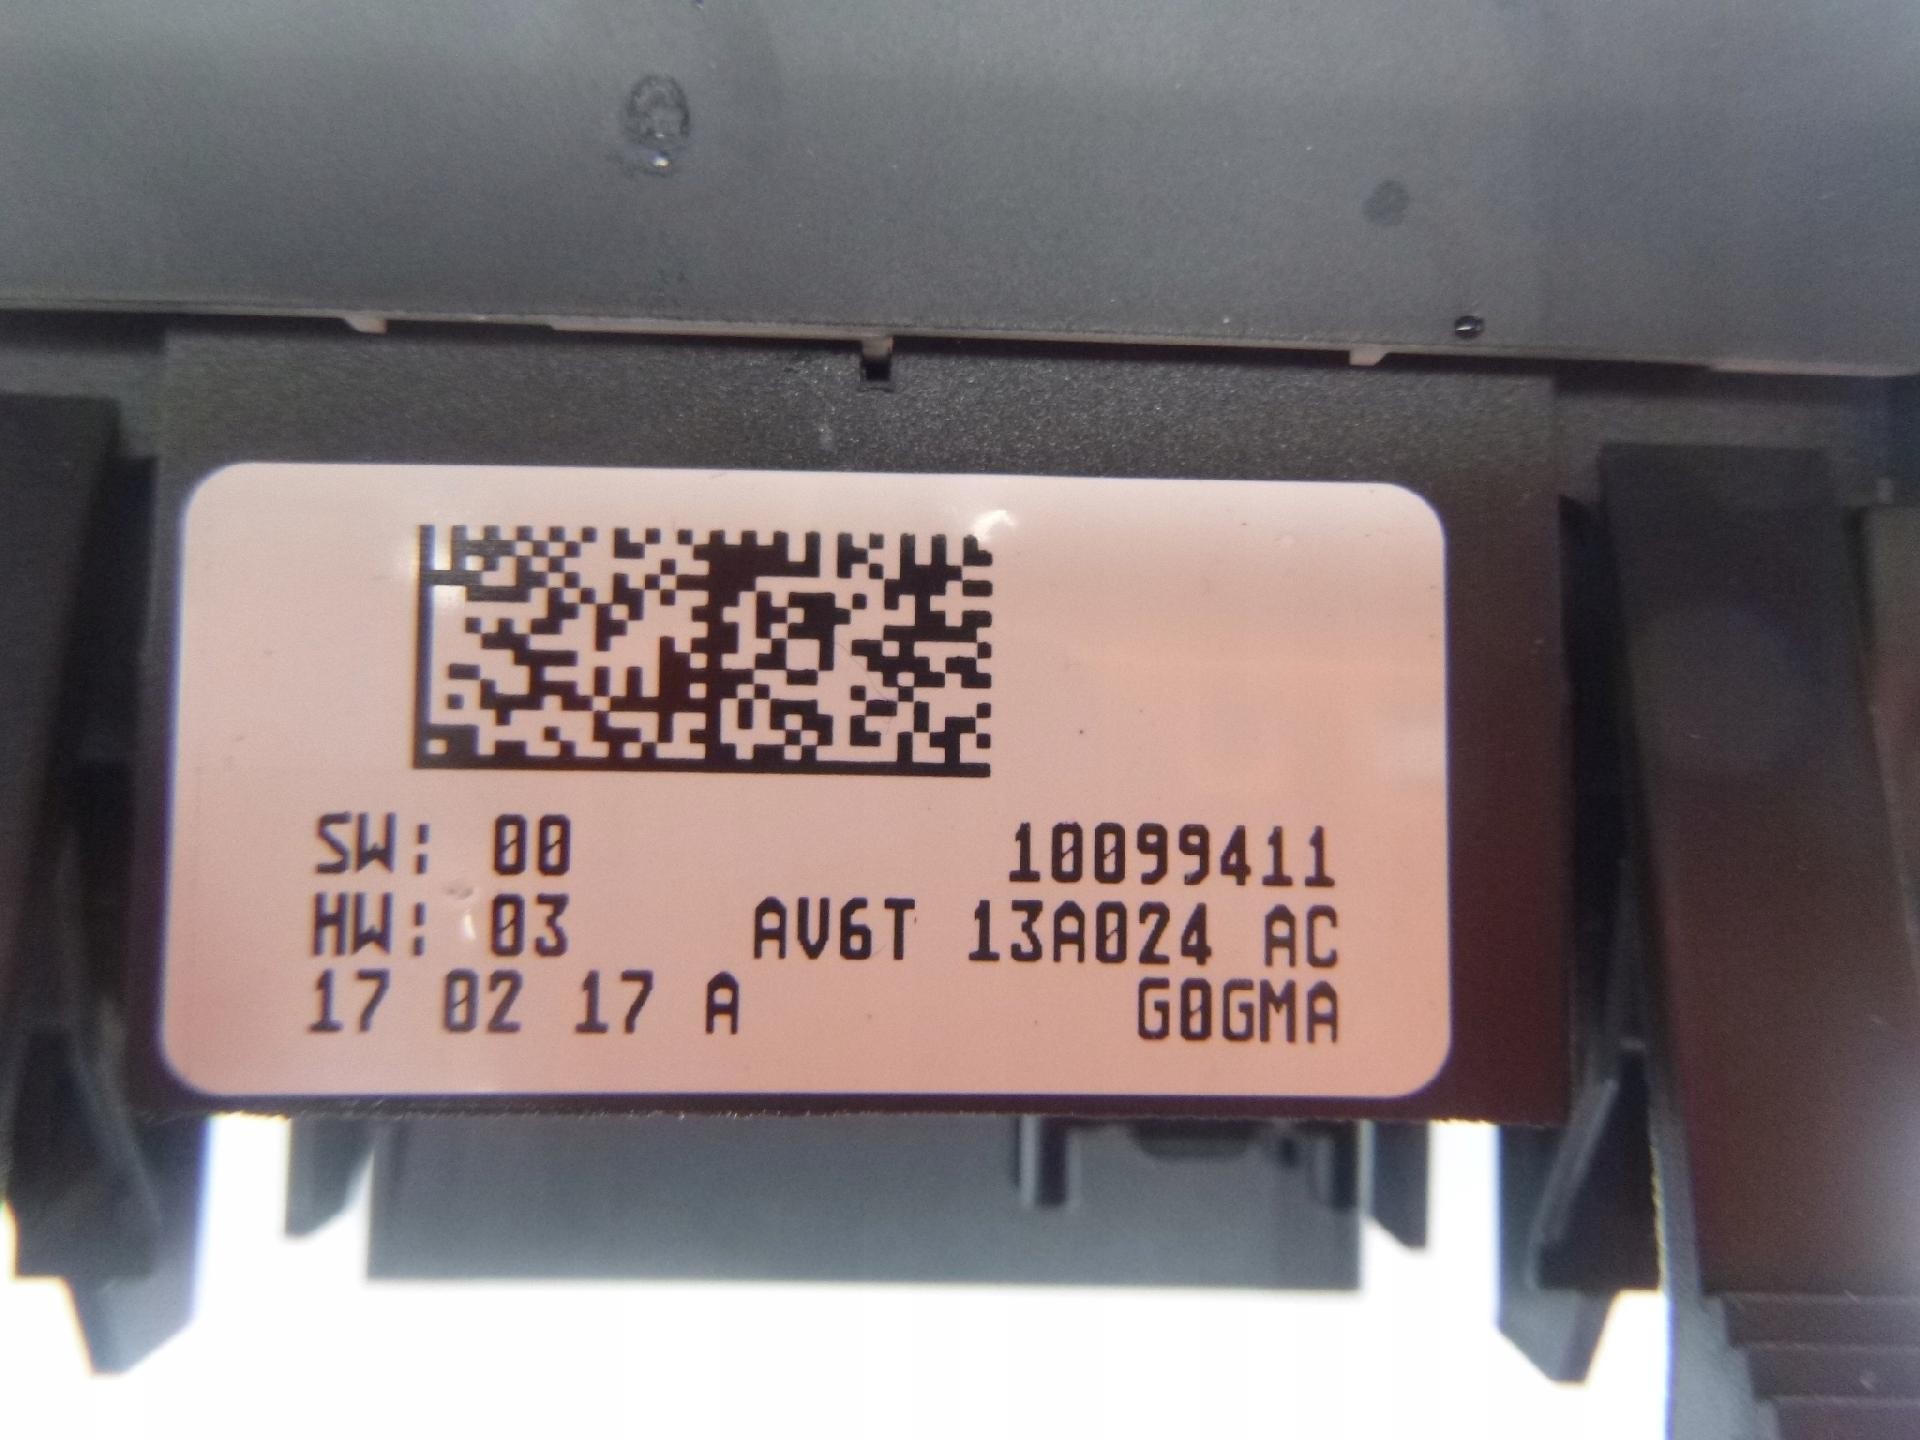 SW: 00 10099411
HW: 03 AV6T 13A024 AC
17 02 17 A G0GMA